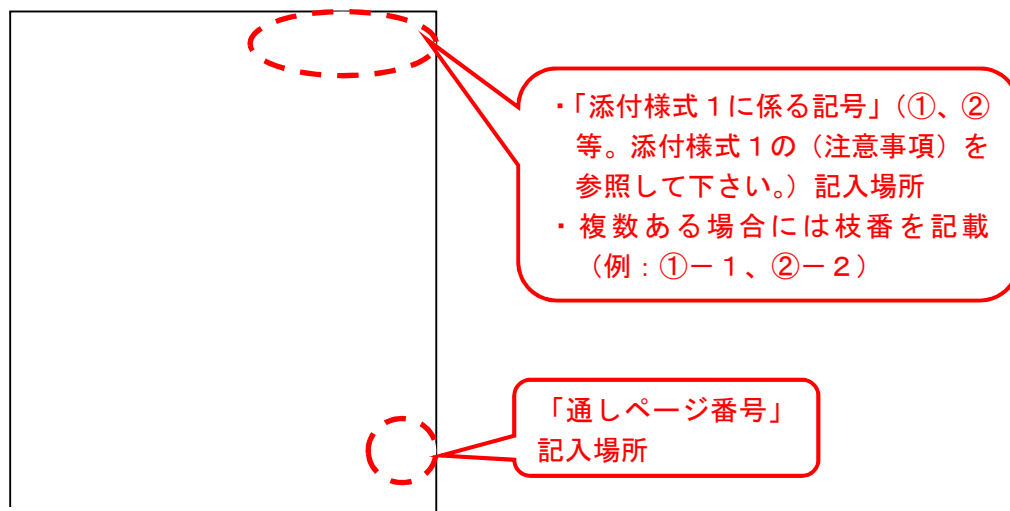 ・「添付様式１に係る記号」（①、②
等。添付様式１の（注意事項）を
参照して下さい。）記入場所
・複数ある場合には枝番を記載
（例：①－１、②－２）
「通しページ番号」
記入場所